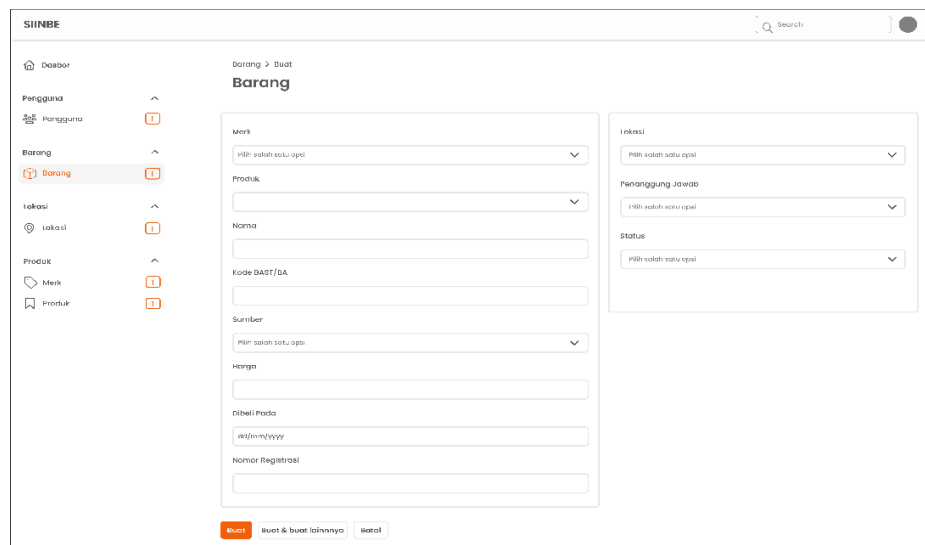 SIINBE
Search
Dasbor
Pengguna
Pengguna
1
Barang
Barang
1
Lokasi
Lokasi
1
Produk
Merk
1
Produk
1
Barang > Buat
Barang
Merk
Pilih salah satu opsi
Produk
Nama
Kode BAST/BA
Sumber
Pilih salah satu opsi
Harga
Dibeli Pada
dd/mm/yyyy
Nomor Registrasi
Lokasi
Pilih salah satu opsi
Penanggung Jawab
Pilih salah satu opsi
Status
Pilih salah satu opsi
Buat
Buat & buat lainnnya
Batal